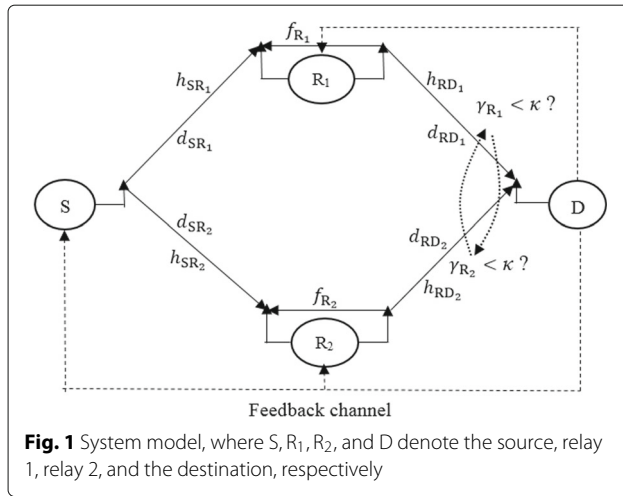 f_{R_1}
R_1
h_{SR_1}
h_{RD_1}
γ_{R_1} < κ ?
d_{SR_1}
d_{RD_1}
S
D
d_{SR_2}
d_{RD_2}
h_{SR_2}
γ_{R_2} < κ ?
f_{R_2}
h_{RD_2}
R_2
Feedback channel
Fig. 1 System model, where S, R_1, R_2, and D denote the source, relay
1, relay 2, and the destination, respectively